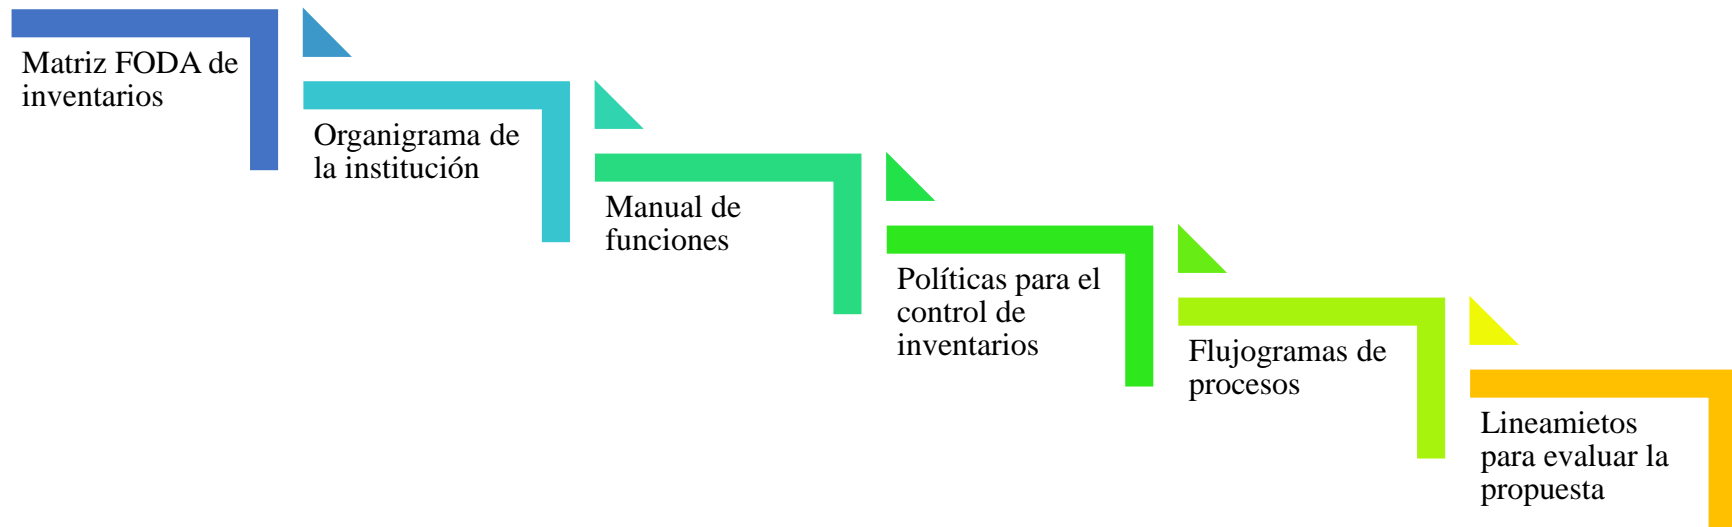 Matriz FODA de
inventarios
Organigrama de
la institución
Manual de
funciones
Políticas para el
control de
inventarios
Flujogramas de
procesos
Lineamietos
para evaluar la
propuesta